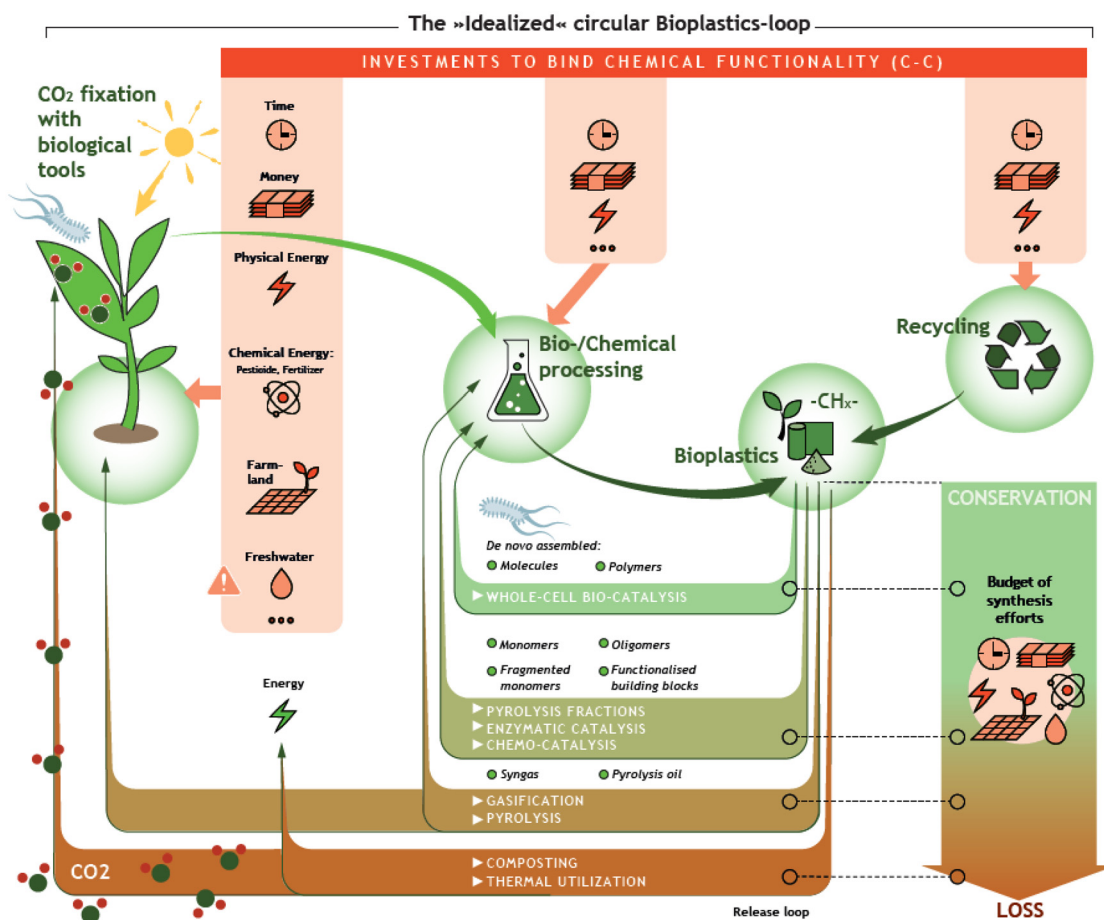 The »Idealized« circular Bioplastics-loop
INVESTMENTS TO BIND CHEMICAL FUNCTIONALITY (C-C)
CO2 fixation
with
biological
tools
Time
Money
Physical Energy
Chemical Energy:
Pesticide, Fertilizer
Farm-
land
Freshwater
Bio-/Chemical
processing
Recycling
-CHx-
Bioplastics
CONSERVATION
De novo assembled:
Molecules
Polymers
WHOLE-CELL BIO-CATALYSIS
Budget of
synthesis
efforts
Monomers
Oligomers
Fragmented
monomers
Functionalised
building blocks
Energy
PYROLYSIS FRACTIONS
ENZYMATIC CATALYSIS
CHEMO-CATALYSIS
Syngas
Pyrolysis oil
GASIFICATION
PYROLYSIS
CO2
COMPOSTING
THERMAL UTILIZATION
Release loop
LOSS